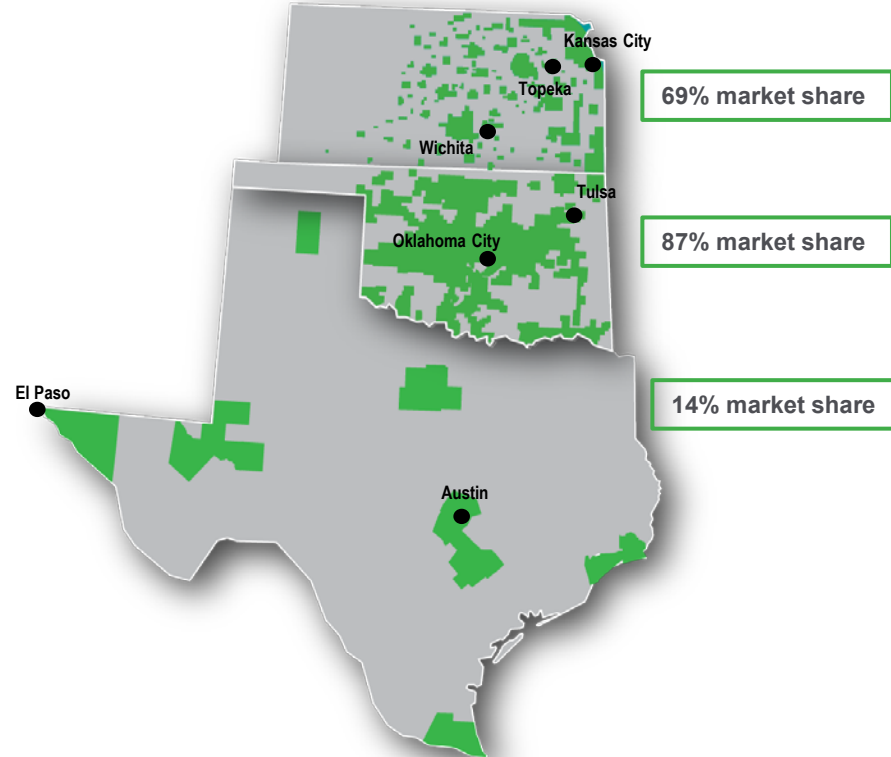 Kansas City
Topeka
69% market share
Wichita
Tulsa
87% market share
Oklahoma City
El Paso
14% market share
Austin